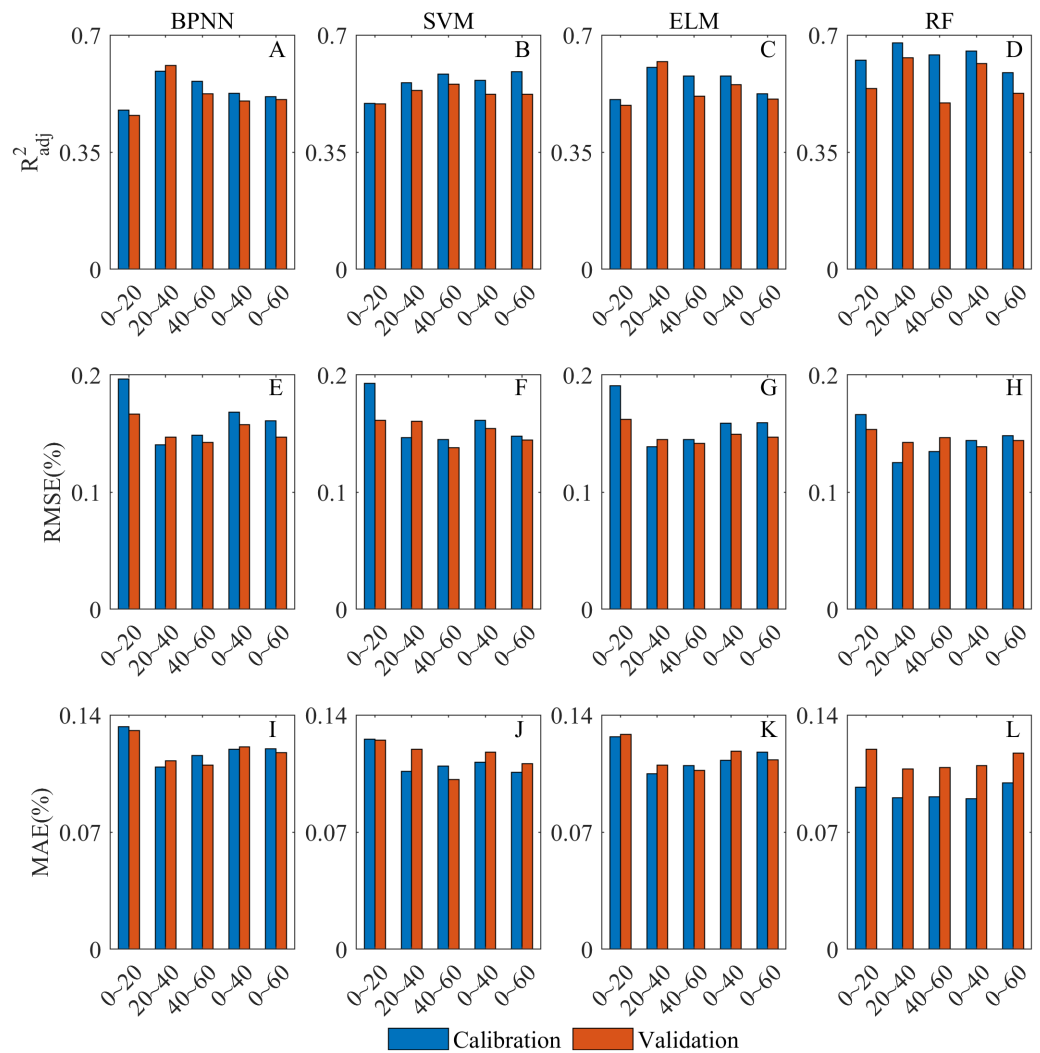 BPNN SVM ELM RF
0.7 A 0.7 B 0.7 C 0.7 D
R²adj
0.35 0.35 0.35 0.35
0 0 0 0
0~20 20~40 40~60 0~40 0~60 0~20 20~40 40~60 0~40 0~60 0~20 20~40 40~60 0~40 0~60 0~20 20~40 40~60 0~40 0~60
0.2 E 0.2 F 0.2 G 0.2 H
RMSE(%)
0.1 0.1 0.1 0.1
0 0 0 0
0~20 20~40 40~60 0~40 0~60 0~20 20~40 40~60 0~40 0~60 0~20 20~40 40~60 0~40 0~60 0~20 20~40 40~60 0~40 0~60
0.14 I 0.14 J 0.14 K 0.14 L
MAE(%)
0.07 0.07 0.07 0.07
0 0 0 0
0~20 20~40 40~60 0~40 0~60 0~20 20~40 40~60 0~40 0~60 0~20 20~40 40~60 0~40 0~60 0~20 20~40 40~60 0~40 0~60
Calibration Validation